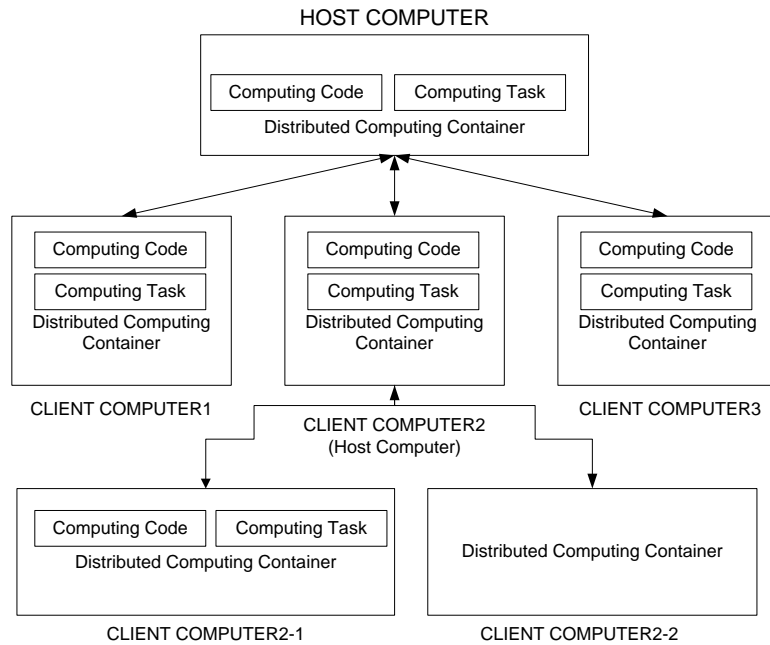 HOST COMPUTER
Computing Code
Computing Task
Distributed Computing Container
Computing Code
Computing Task
Distributed Computing
Container
CLIENT COMPUTER1
Computing Code
Computing Task
Distributed Computing
Container
CLIENT COMPUTER2
(Host Computer)
Computing Code
Computing Task
Distributed Computing
Container
CLIENT COMPUTER3
Computing Code
Computing Task
Distributed Computing Container
CLIENT COMPUTER2-1
Distributed Computing Container
CLIENT COMPUTER2-2